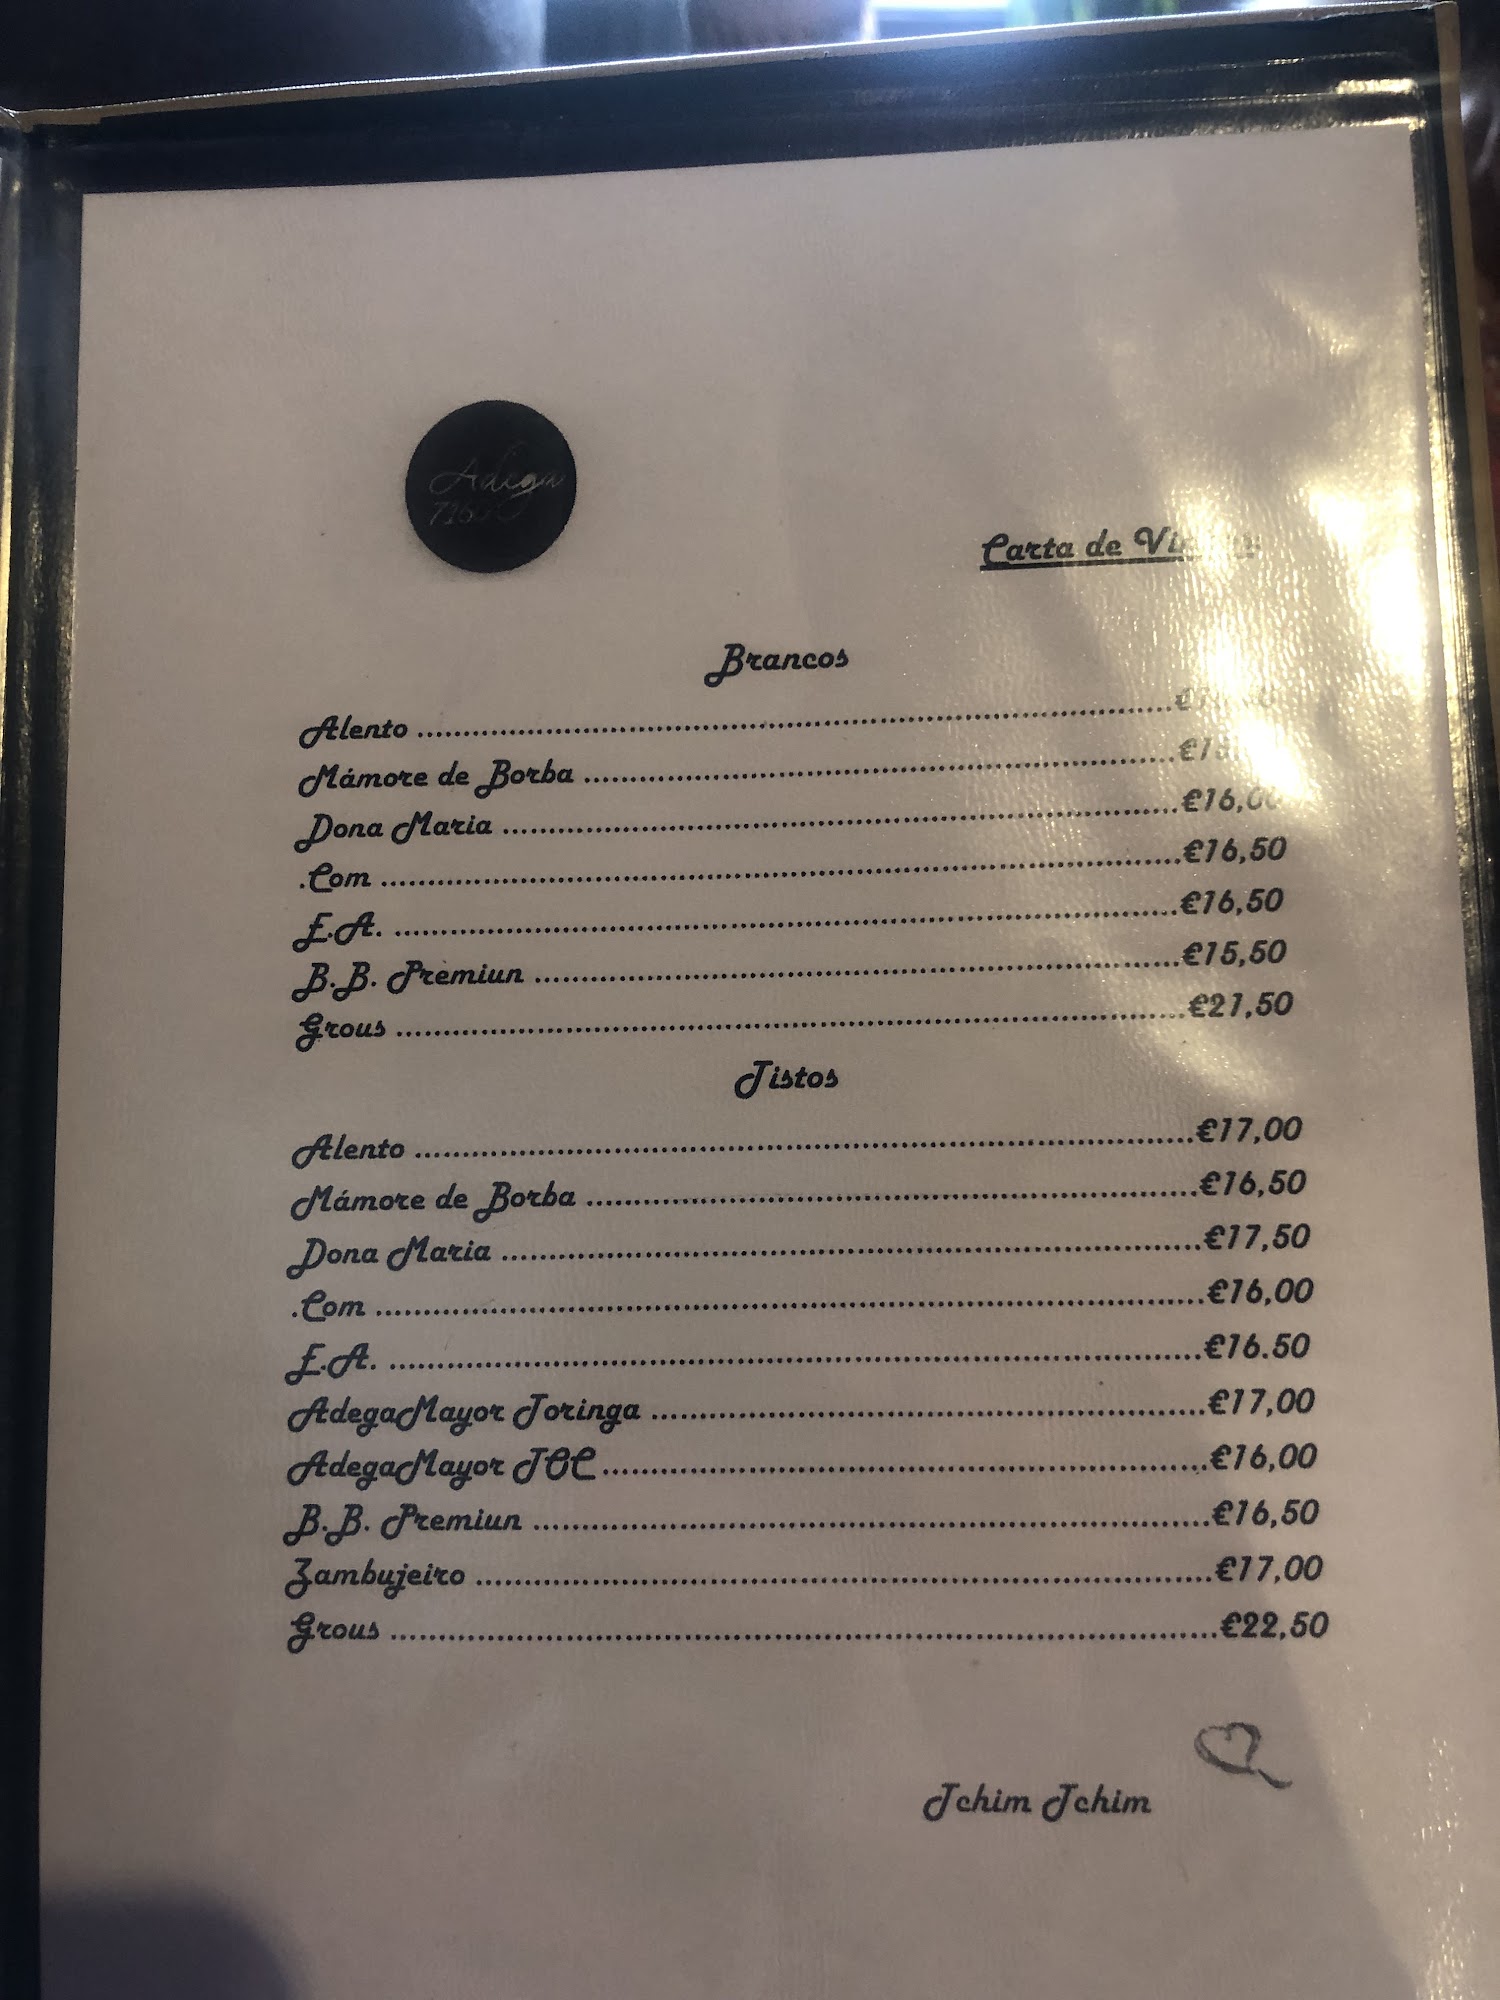 Adega
Carta de
Brancos
Alento ........................
Mámore de Borba ........................
Dona Maria ........................€16,00
.Com ........................€16,50
E.A. ........................€16,50
B.B. Premiun ........................€15,50
Grous ........................€21,50
Tistos
Alento ........................€17,00
Mámore de Borba ........................€16,50
Dona Maria ........................€17,50
.Com ........................€16,00
E.A. ........................€16.50
AdegaMayor Toringa ........................€17,00
AdegaMayor TOC ........................€16,00
B.B. Premiun ........................€16,50
Zambujeiro ........................€17,00
Grous ........................€22,50
Tchim Tchim